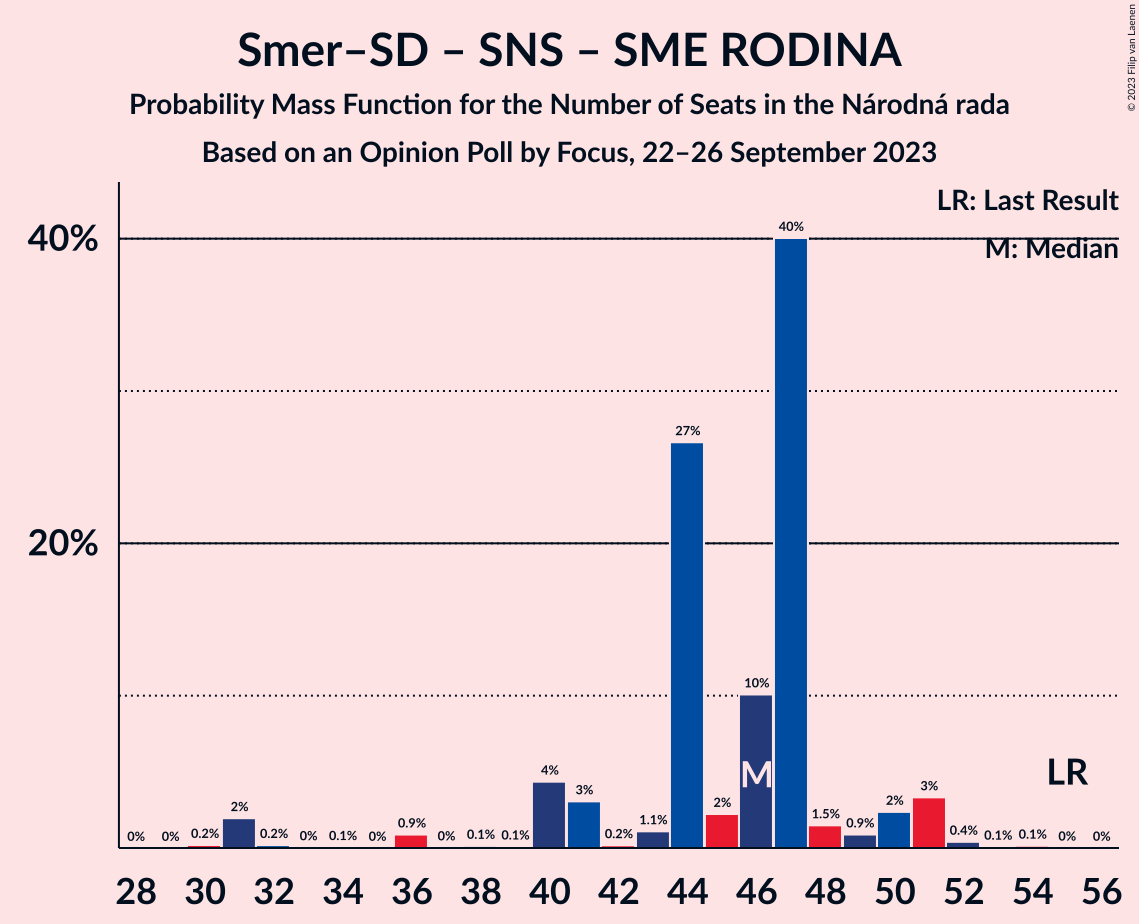 Smer–SD – SNS – SME RODINA
Probability Mass Function for the Number of Seats in the Národná rada
Based on an Opinion Poll by Focus, 22–26 September 2023
© 2023 Filip van Laenen
LR: Last Result
M: Median
40%
20%
0% 0% 0.2% 2% 0.2% 0% 0.1% 0% 0.9% 0% 0.1% 0.1% 4% 3% 0.2% 1.1% 27% 2% 10% 40% 1.5% 0.9% 2% 3% 0.4% 0.1% 0.1% 0% 0%
M
LR
28 30 32 34 36 38 40 42 44 46 48 50 52 54 56